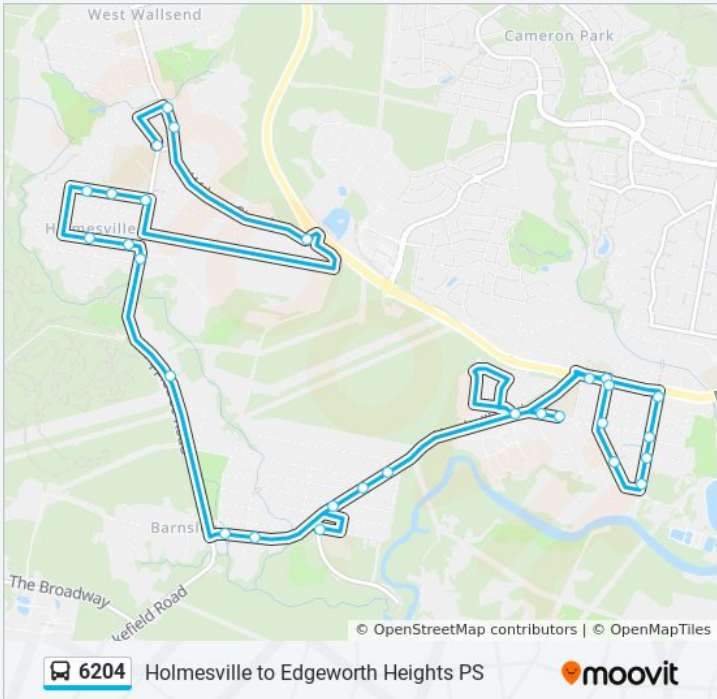 West Wallsend
Cameron Park
Holmesville
Barnsl
The Broadway
kefield Road
© OpenStreetMap contributors | © OpenMapTiles
6204 Holmesville to Edgeworth Heights PS
moovit